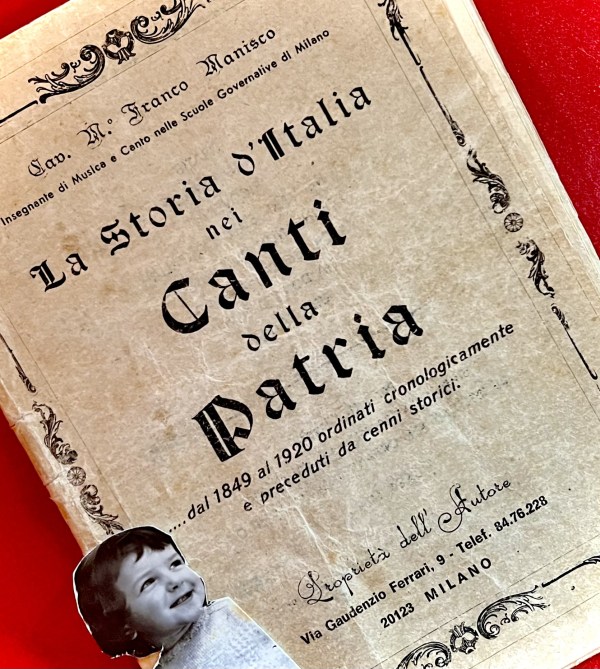 Cav. M.° Franco Manisco
Insegnante di Musica e Canto nelle Scuole Governative di Milano
La Storia d'Italia
nei
Canti
della
Patria
....dal 1849 al 1920 ordinati cronologicamente
e preceduti da cenni storici.
Proprietà dell'Autore
Via Gaudenzio Ferrari, 9 - Telef. 84.76.228
20123 MILANO